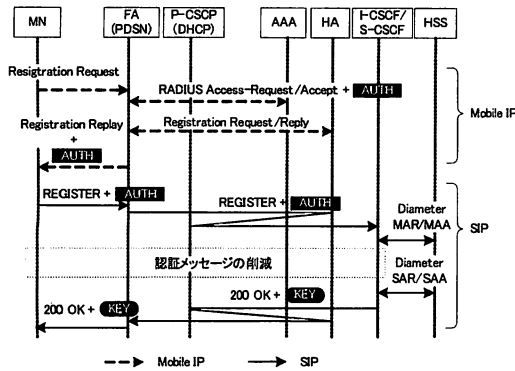 MN
FA
(PDSN)
P-CSCP
(DHCP)
AAA
HA
I-CSCF/
S-CSCF
HSS
Resigtration Request
RADIUS Access-Request/Accept + AUTH
Registration Replay
+
AUTH
Registration Request/Reply
Mobile IP
REGISTER + AUTH
REGISTER + AUTH
Diameter
MAR/MAA
SIP
認証メッセージの削減
Diameter
SAR/SAA
200 OK + KEY
200 OK + KEY
Mobile IP
SIP